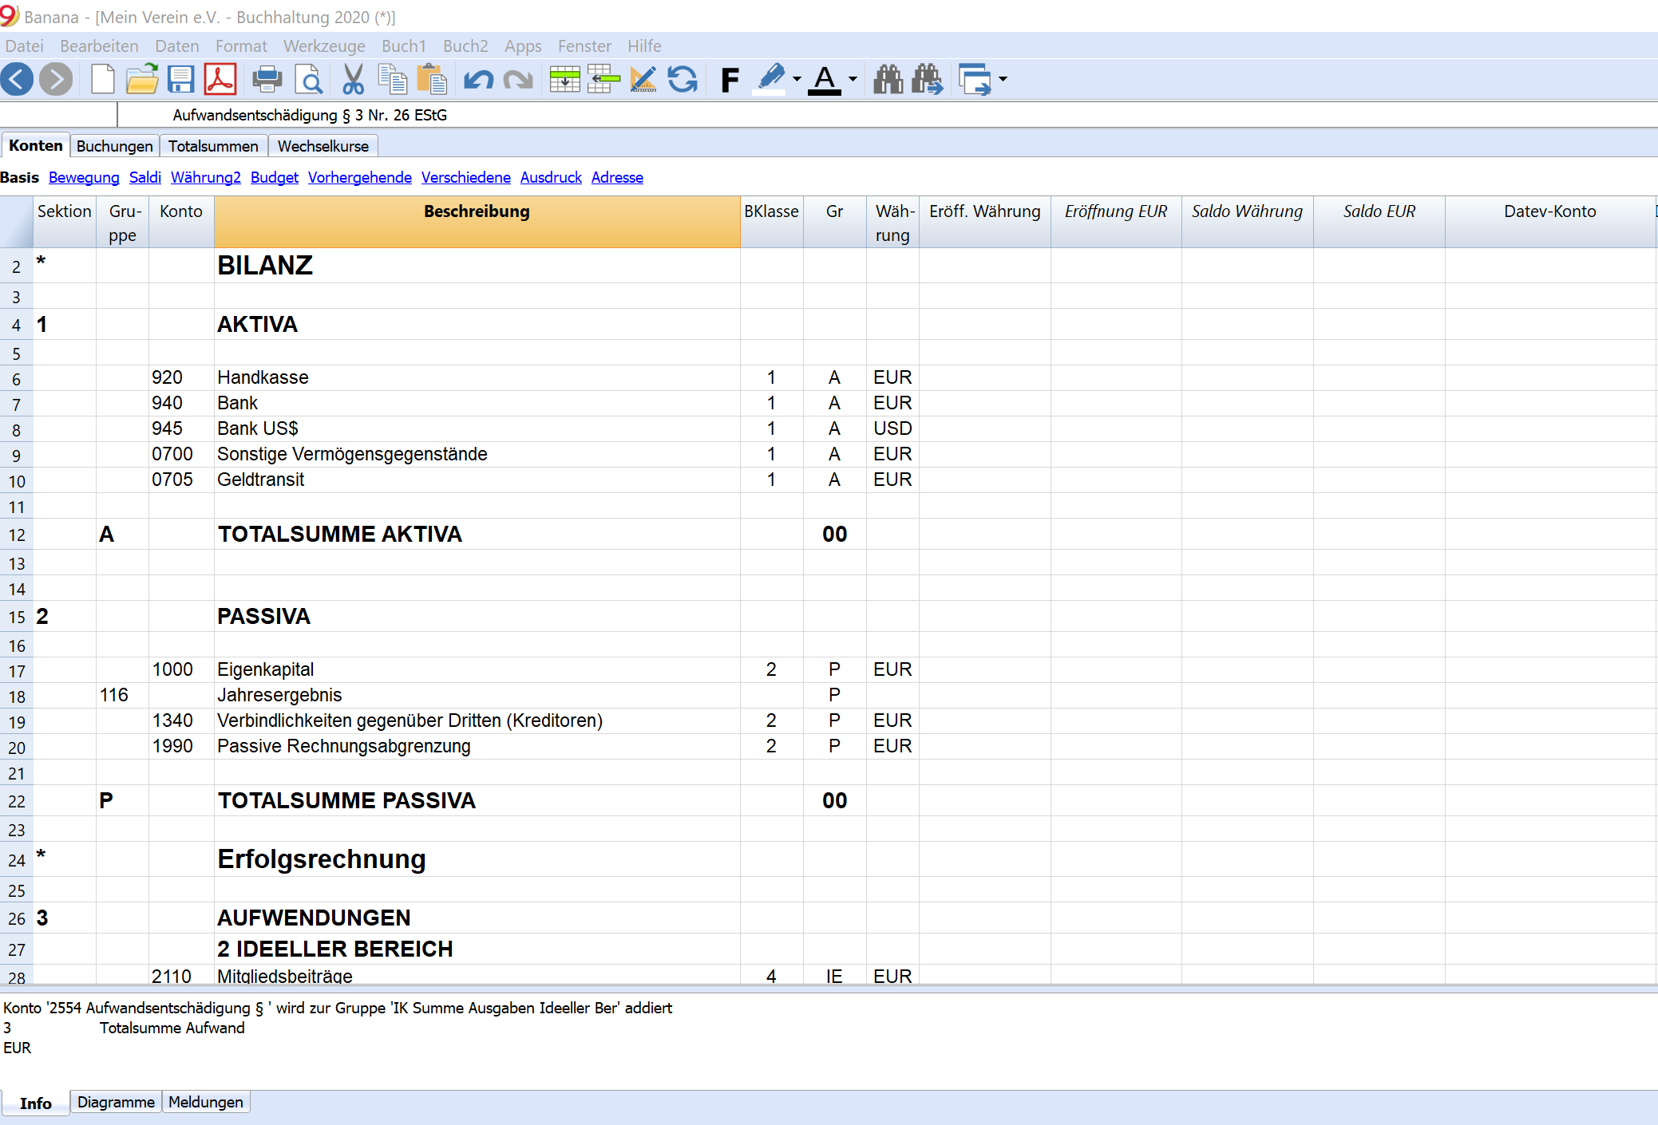 Banana - [Mein Verein e.V. - Buchhaltung 2020 (*)]
Datei Bearbeiten Daten Format Werkzeuge Buch1 Buch2 Apps Fenster Hilfe
F A
Aufwandsentschädigung § 3 Nr. 26 EStG
Konten Buchungen Totalsummen Wechselkurse
Basis Bewegung Saldi Währung2 Budget Vorhergehende Verschiedene Ausdruck Adresse
Sektion Gru-ppe Konto Beschreibung BKlasse Gr Wäh-rung Eröff. Währung Eröffnung EUR Saldo Währung Saldo EUR Datev-Konto
2 * BILANZ
3
4 1 AKTIVA
5
6 920 Handkasse 1 A EUR
7 940 Bank 1 A EUR
8 945 Bank US$ 1 A USD
9 0700 Sonstige Vermögensgegenstände 1 A EUR
10 0705 Geldtransit 1 A EUR
11
12 A TOTALSUMME AKTIVA 00
13
14
15 2 PASSIVA
16
17 1000 Eigenkapital 2 P EUR
18 116 Jahresergebnis P
19 1340 Verbindlichkeiten gegenüber Dritten (Kreditoren) 2 P EUR
20 1990 Passive Rechnungsabgrenzung 2 P EUR
21
22 P TOTALSUMME PASSIVA 00
23
24 * Erfolgsrechnung
25
26 3 AUFWENDUNGEN
27 2 IDEELLER BEREICH
28 2110 Mitgliedsbeiträge 4 IE EUR
Konto '2554 Aufwandsentschädigung § ' wird zur Gruppe 'IK Summe Ausgaben Ideeller Ber' addiert
3 Totalsumme Aufwand
EUR
Info Diagramme Meldungen